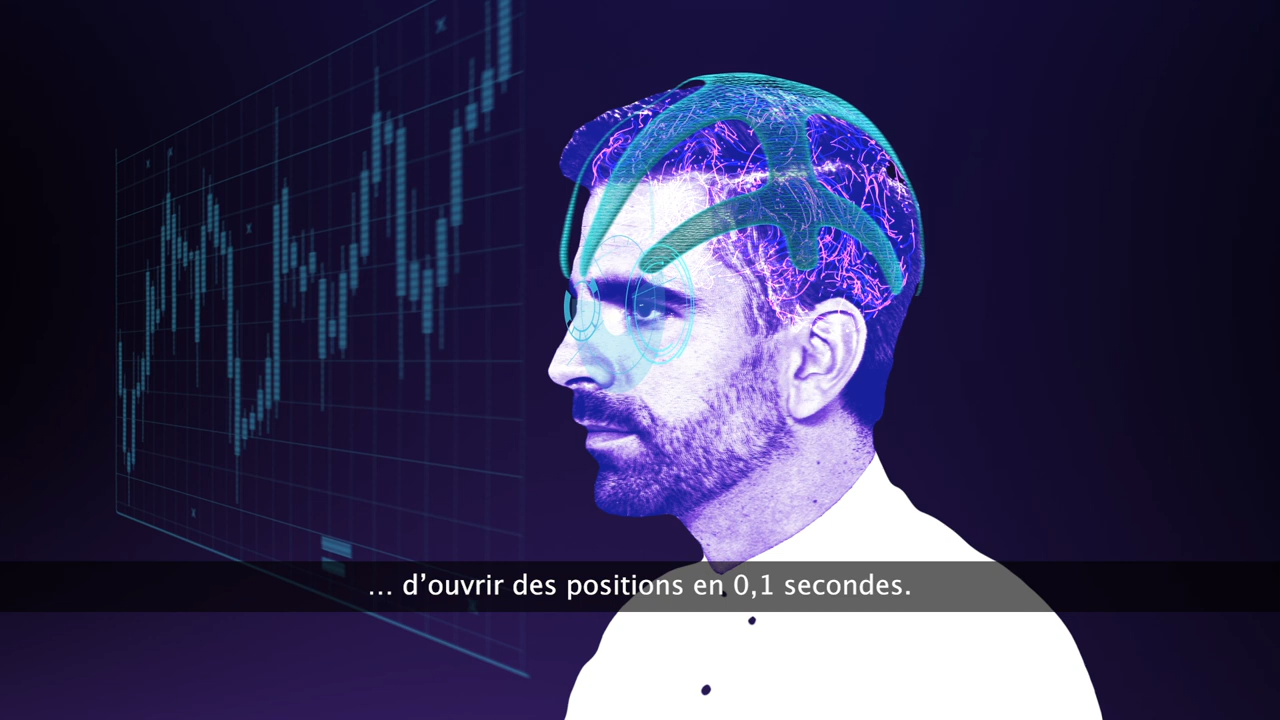 … d’ouvrir des positions en 0,1 secondes.